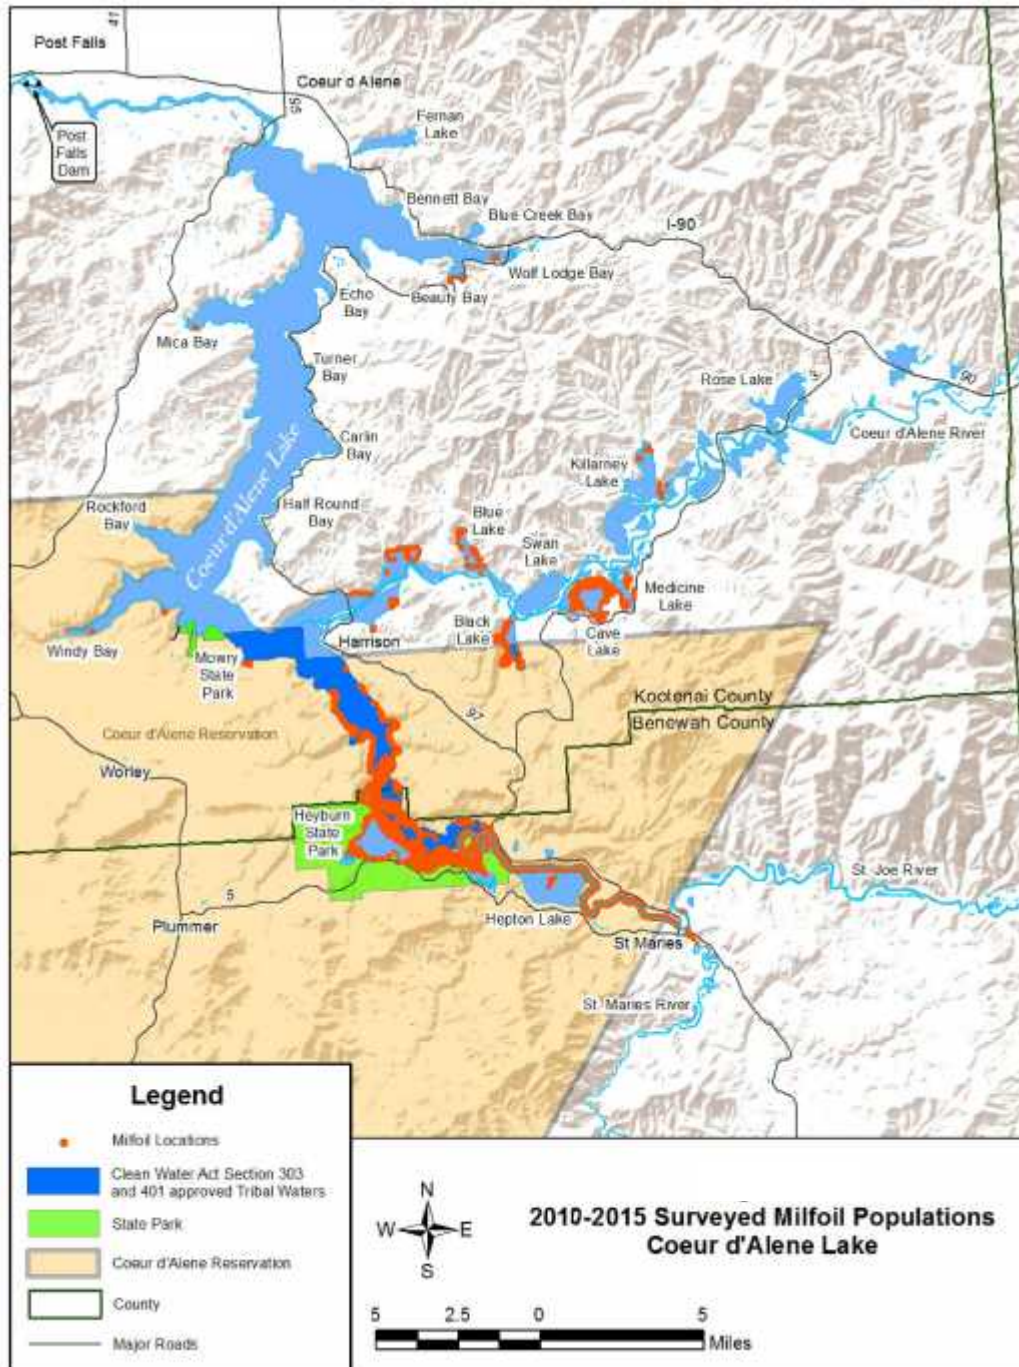 41
Post Falls
Coeur d Alene
95
Fernan
Lake
Post
Falls
Dam
Bennett Bay
Blue Creek Bay
I-90
Wolf Lodge Bay
Echo
Bay
Beauty Bay
Mica Bay
Turner
Bay
Rose Lake
3
90
Coeur d'Alene River
Carlin
Bay
Coeur d'Alene Lake
Killarney
Lake
Rockford
Bay
Half Round
Bay
Blue
Lake
Swan
Lake
Medicine
Lake
Black
Lake
Cave
Lake
Harrison
Windy Bay
Mowry
State
Park
Kootenai County
Benewah County
97
Coeur d'Alene Reservation
Worley
Heyburn
State
Park
St. Joe River
5
Plummer
Hepton Lake
St Maries
St. Maries River
Legend
Milfoil Locations
Clean Water Act Section 303
and 401 approved Tribal Waters
State Park
Coeur d'Alene Reservation
County
Major Roads
N
W
E
S
2010-2015 Surveyed Milfoil Populations
Coeur d'Alene Lake
5 2.5 0 5
Miles